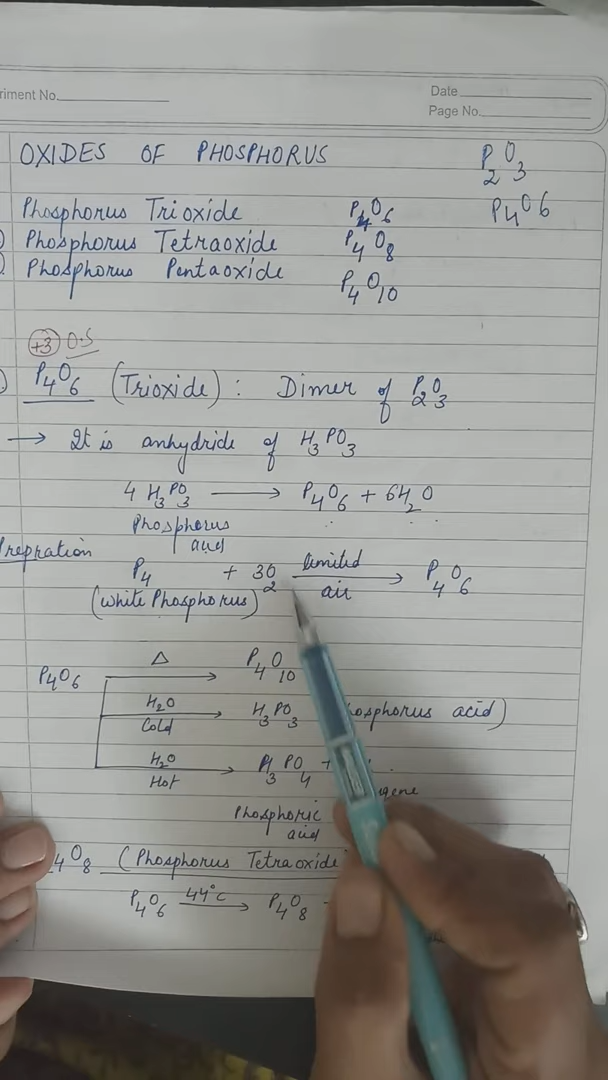 riment No.
Date
Page No.
OXIDES OF PHOSPHORUS P2O3
Phosphorus Trioxide P4O6 P4O6
Phosphorus Tetraoxide P4O8
Phosphorus Pentaoxide P4O10
+3 O.S
P4O6 (Trioxide) : Dimer of P2O3
→ It is anhydride of H3PO3
4 H3PO3 → P4O6 + 6H2O
Phosphorus
acid
Prepration
P4 + 3O2 limited air → P4O6
(White Phosphorus)
P4O6 Δ → P4O10
H2O Cold → H3PO3 osphorus acid)
H2O Hot → H3PO4 +
gene
Phosphoric
acid
4O8 (Phosphorus Tetraoxide
P4O6 44°C → P4O8